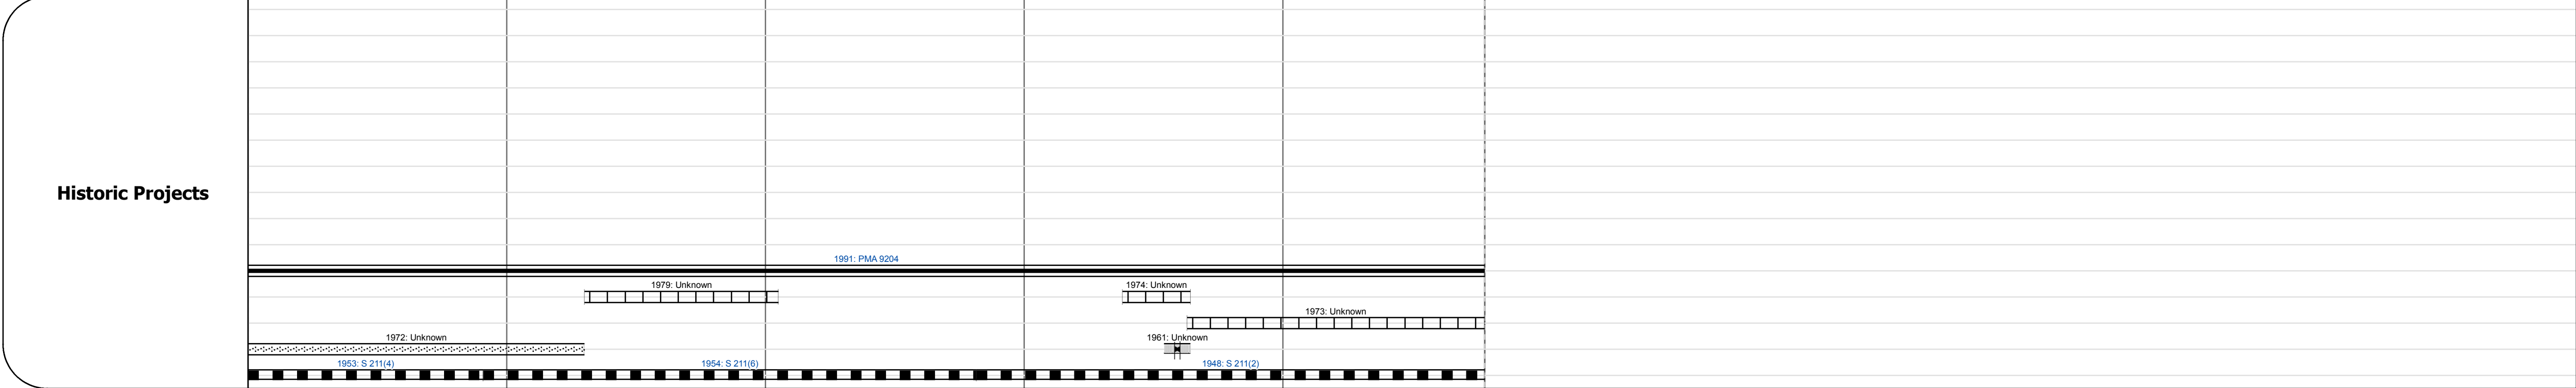 Historic Projects
1991: PMA 9204
1979: Unknown
1974: Unknown
1973: Unknown
1972: Unknown
1961: Unknown
1953: S 211(4)
1954: S 211(6)
1948: S 211(2)